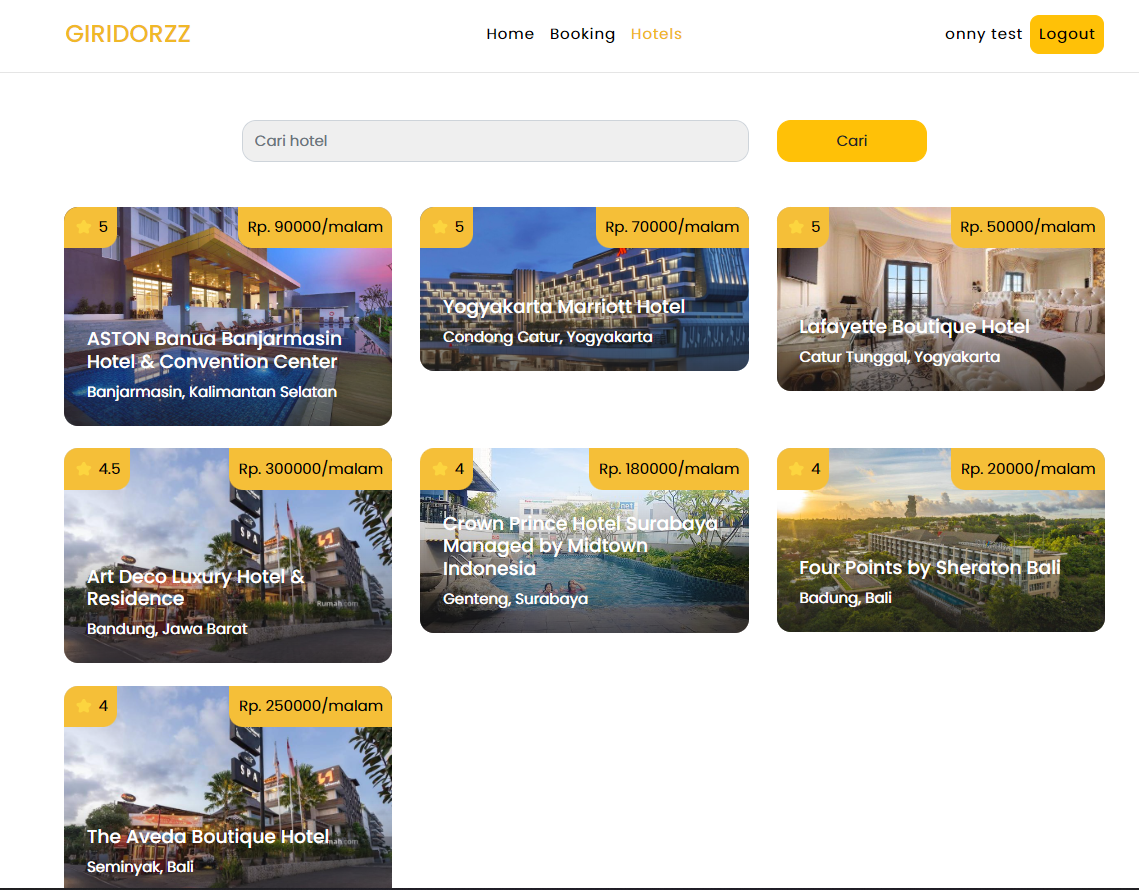 GIRIDORZZ Home Booking Hotels onny test Logout
Cari hotel Cari
5 Rp. 90000/malam
ASTON Banua Banjarmasin
Hotel & Convention Center
Banjarmasin, Kalimantan Selatan
5 Rp. 70000/malam
Yogyakarta Marriott Hotel
Condong Catur, Yogyakarta
5 Rp. 50000/malam
Lafayette Boutique Hotel
Catur Tunggal, Yogyakarta
4.5 Rp. 300000/malam
SPA
Art Deco Luxury Hotel &
Residence
Rumah.com
Bandung, Jawa Barat
4 Rp. 180000/malam
Crown Prince Hotel Surabaya
Managed by Midtown
Indonesia
Genteng, Surabaya
4 Rp. 20000/malam
Four Points by Sheraton Bali
Badung, Bali
4 Rp. 250000/malam
SPA
The Aveda Boutique Hotel
Seminyak, Bali